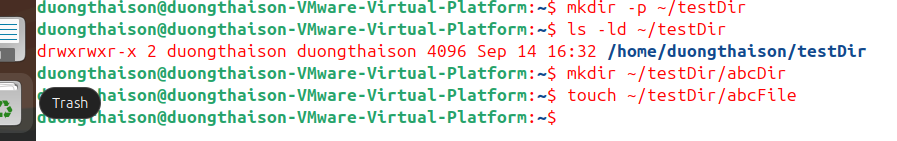 duongthaison@duongthaison-VMware-Virtual-Platform:~$ mkdir -p ~/testDir
duongthaison@duongthaison-VMware-Virtual-Platform:~$ ls -ld ~/testDir
drwxrwxr-x 2 duongthaison duongthaison 4096 Sep 14 16:32 /home/duongthaison/testDir
duongthaison@duongthaison-VMware-Virtual-Platform:~$ mkdir ~/testDir/abcDir
duongthaison@duongthaison-VMware-Virtual-Platform:~$ touch ~/testDir/abcFile
Trash
duongthaison@duongthaison-VMware-Virtual-Platform:~$